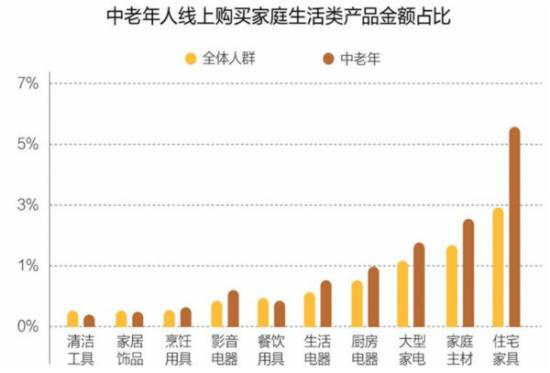 中老年人线上购买家庭生活类产品金额占比
全体人群 中老年
7%
5%
3%
1%
0%
清洁 家居 烹饪 影音 餐饮 生活 厨房 大型 家庭 住宅
工具 饰品 用具 电器 用具 电器 电器 家电 主材 家具